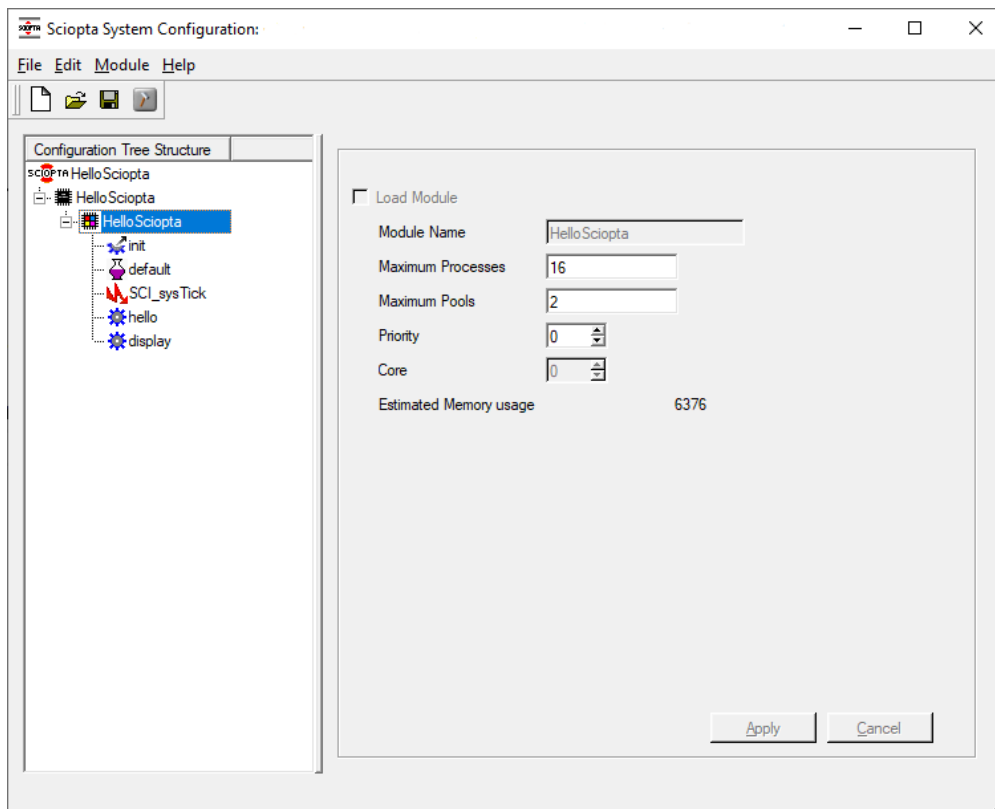 Sciopta System Configuration:
File Edit Module Help
Configuration Tree Structure
SCIOPTA HelloSciopta
HelloSciopta
HelloSciopta
init
default
SCI_sysTick
hello
display
Load Module
Module Name HelloSciopta
Maximum Processes 16
Maximum Pools 2
Priority 0
Core 0
Estimated Memory usage 6376
Apply Cancel